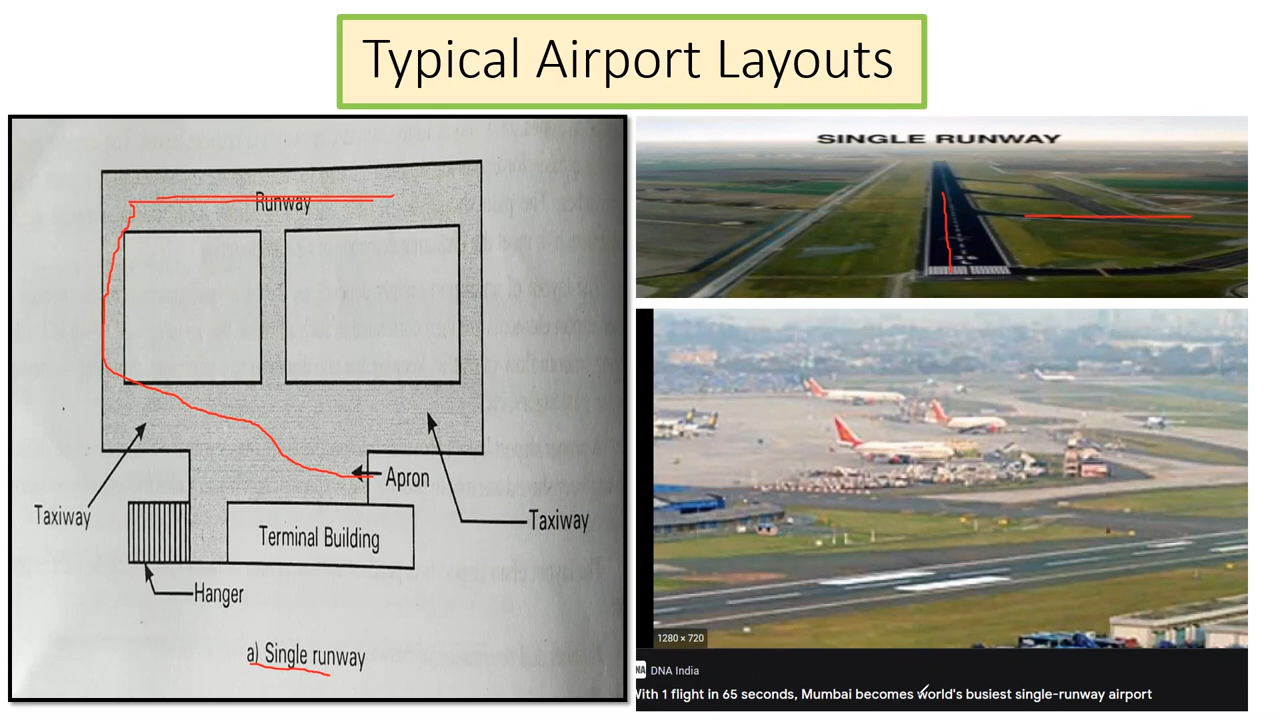 Typical Airport Layouts
Runway
Apron
Taxiway
Taxiway
Terminal Building
Hanger
a) Single runway
SINGLE RUNWAY
1280 × 720
NA DNA India
With 1 flight in 65 seconds, Mumbai becomes world's busiest single-runway airport